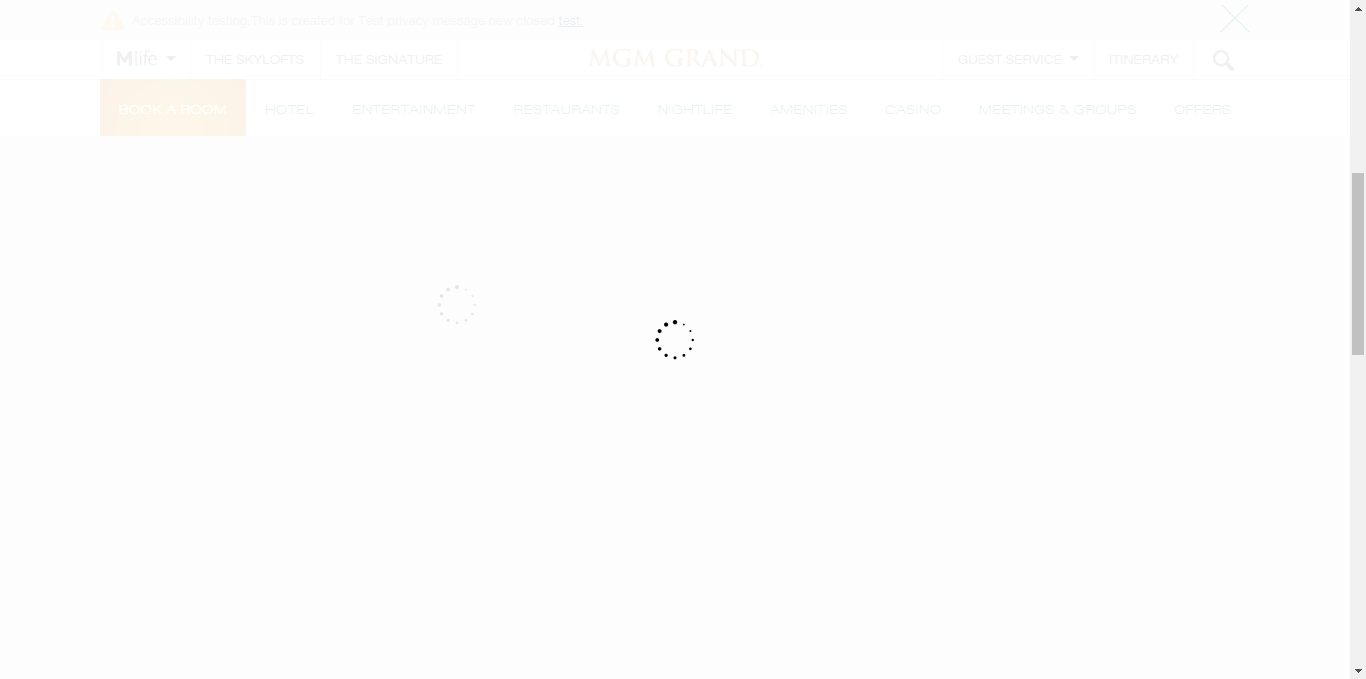 Accessibility testing This is created for Test privacy message new closed test.
Mlife THE SKYLOFTS THE SIGNATURE MGM GRAND GUEST SERVICE ITINERARY
BOOK A ROOM HOTEL ENTERTAINMENT RESTAURANTS NIGHTLIFE AMENITIES CASINO MEETINGS & GROUPS OFFERS